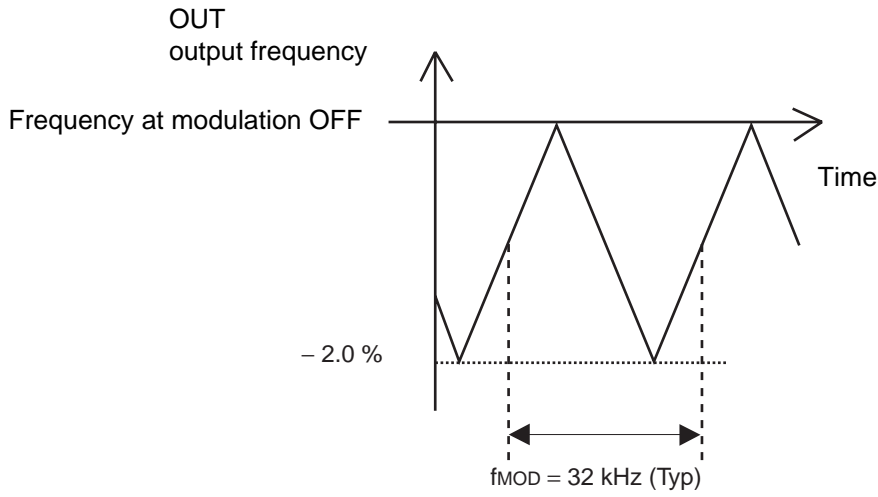 OUT
output frequency
Frequency at modulation OFF
Time
− 2.0 %
fMOD = 32 kHz (Typ)